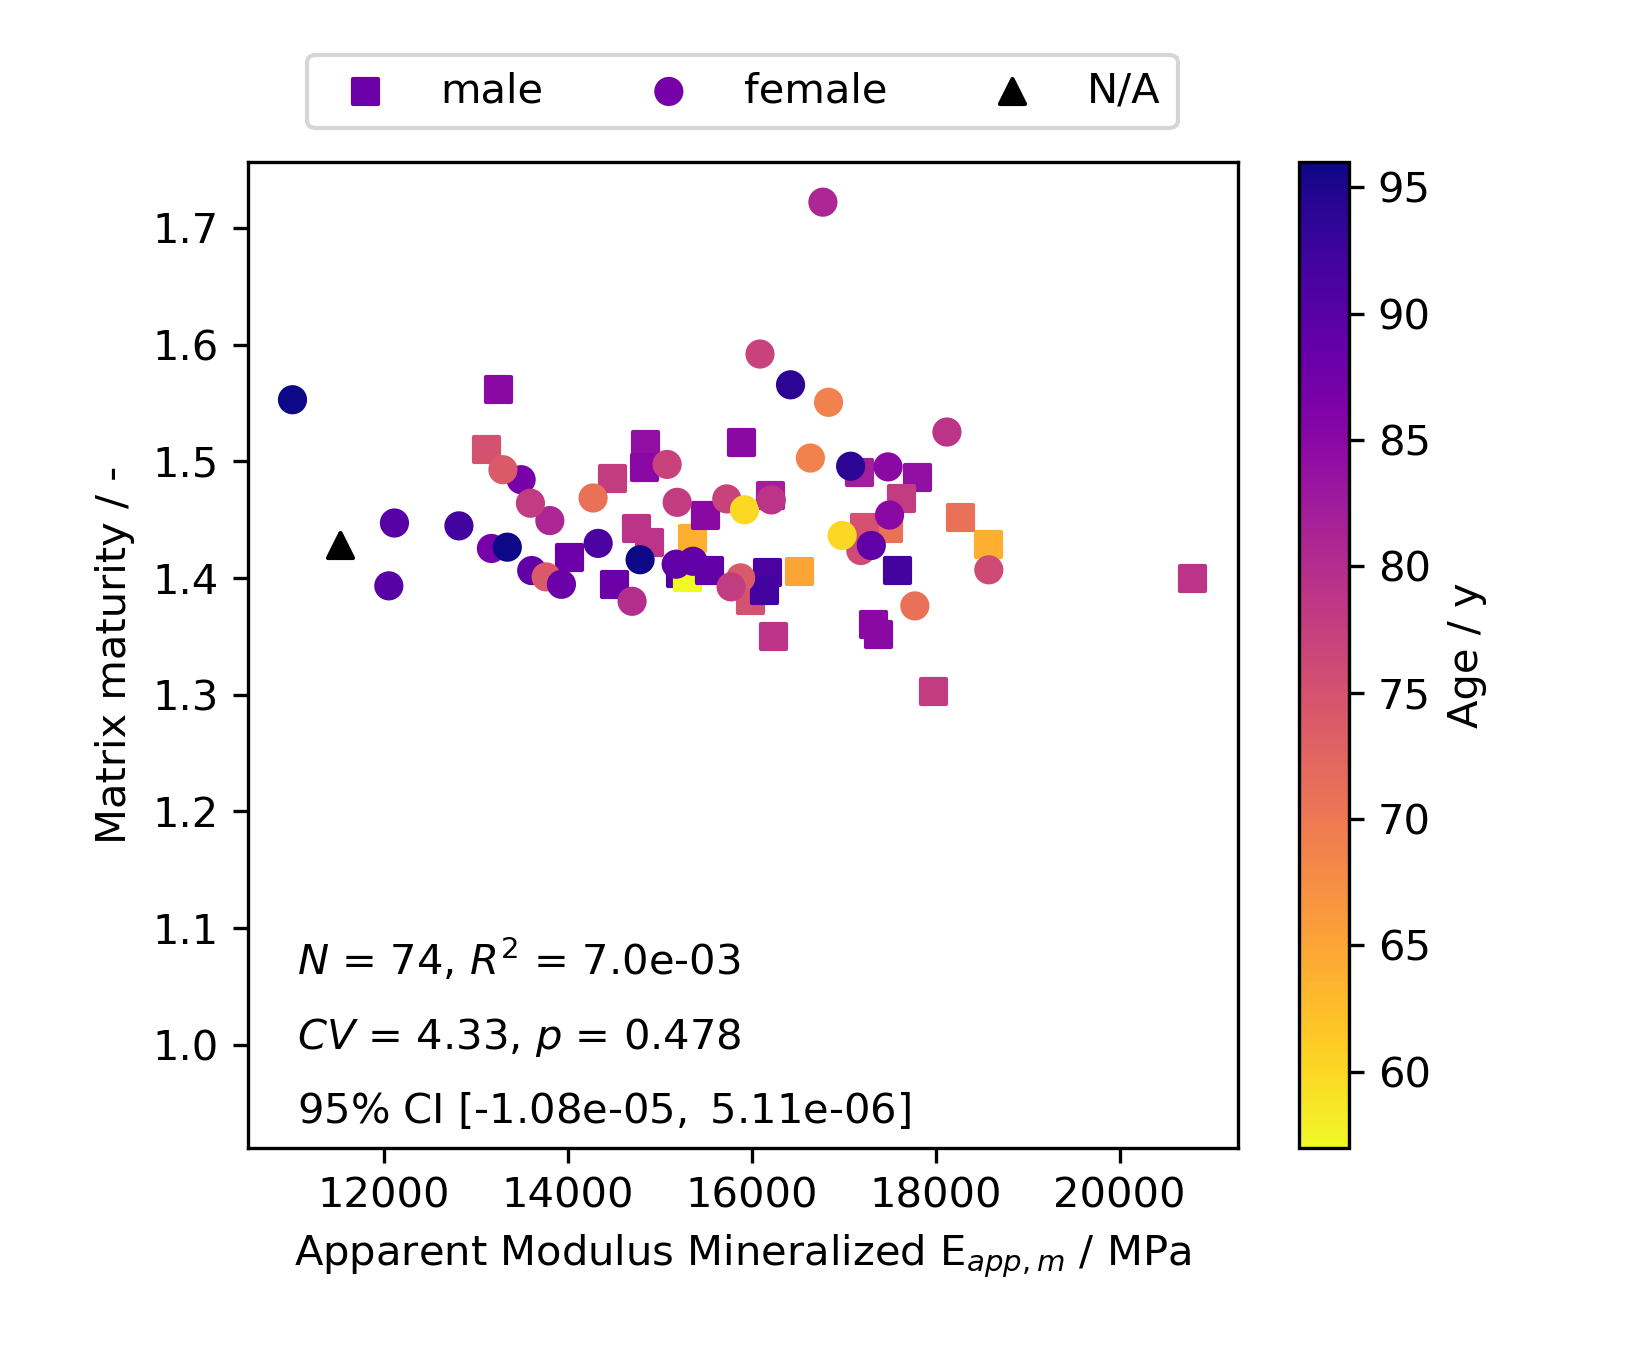 male female N/A
1.7
1.6
1.5
1.4
1.3
1.2
1.1
1.0
Matrix maturity / -
N = 74, R² = 7.0e-03
CV = 4.33, p = 0.478
95% CI [-1.08e-05, 5.11e-06]
12000 14000 16000 18000 20000
Apparent Modulus Mineralized E_app,m / MPa
95
90
85
80
75
70
65
60
Age / y